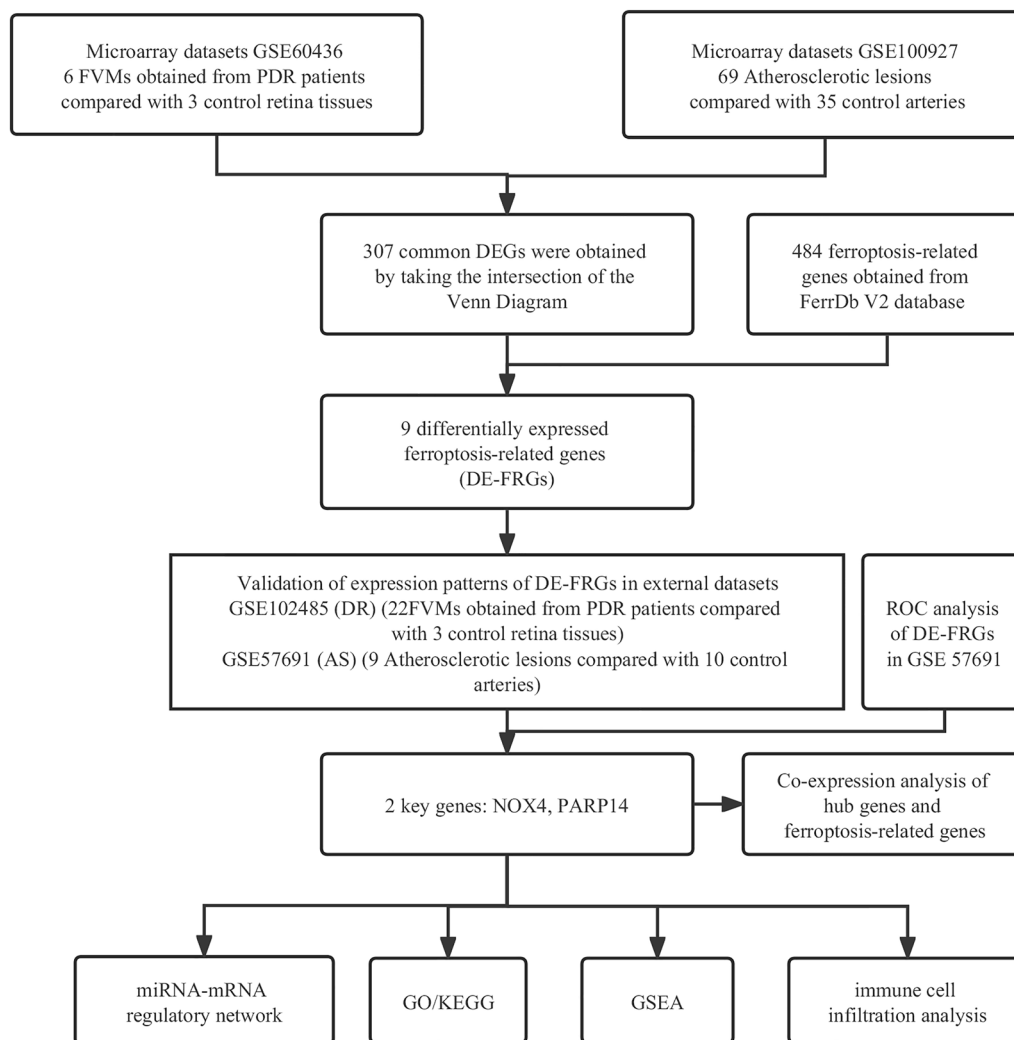 Microarray datasets GSE60436
6 FVMs obtained from PDR patients
compared with 3 control retina tissues
Microarray datasets GSE100927
69 Atherosclerotic lesions
compared with 35 control arteries
307 common DEGs were obtained
by taking the intersection of the
Venn Diagram
484 ferroptosis-related
genes obtained from
FerrDb V2 database
9 differentially expressed
ferroptosis-related genes
(DE-FRGs)
Validation of expression patterns of DE-FRGs in external datasets
GSE102485 (DR) (22FVMs obtained from PDR patients compared
with 3 control retina tissues)
GSE57691 (AS) (9 Atherosclerotic lesions compared with 10 control
arteries)
ROC analysis
of DE-FRGs
in GSE 57691
2 key genes: NOX4, PARP14
Co-expression analysis of
hub genes and
ferroptosis-related genes
miRNA-mRNA
regulatory network
GO/KEGG
GSEA
immune cell
infiltration analysis